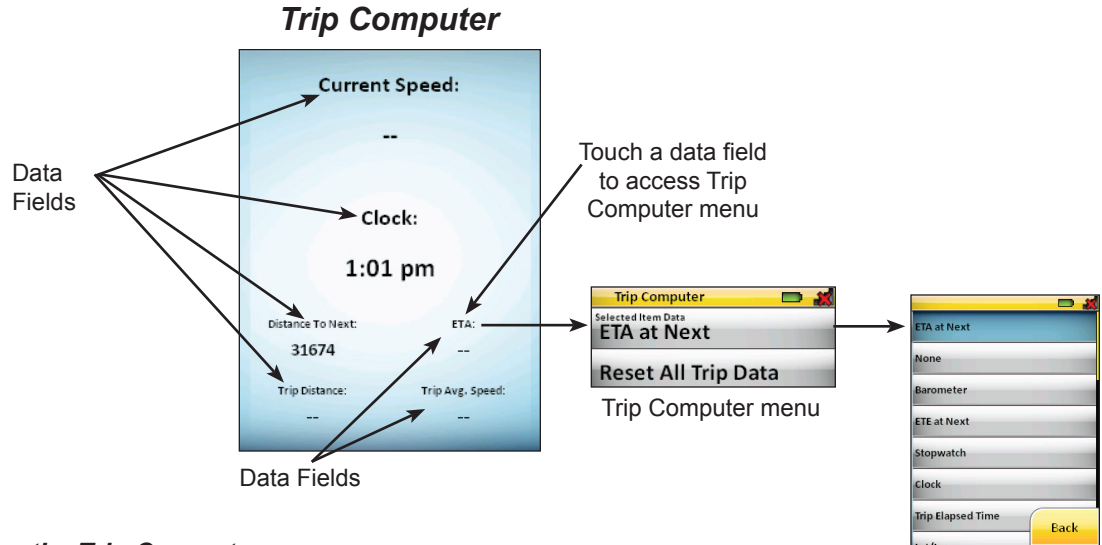 Trip Computer
Current Speed:
--
Data
Fields
Touch a data field
to access Trip
Computer menu
Clock:
1:01 pm
Distance To Next:
ETA:
31674
--
Trip Distance:
Trip Avg. Speed:
--
--
Data Fields
Trip Computer
Selected Item Data
ETA at Next
Reset All Trip Data
Trip Computer menu
ETA at Next
None
Barometer
ETE at Next
Stopwatch
Clock
Trip Elapsed Time
Back